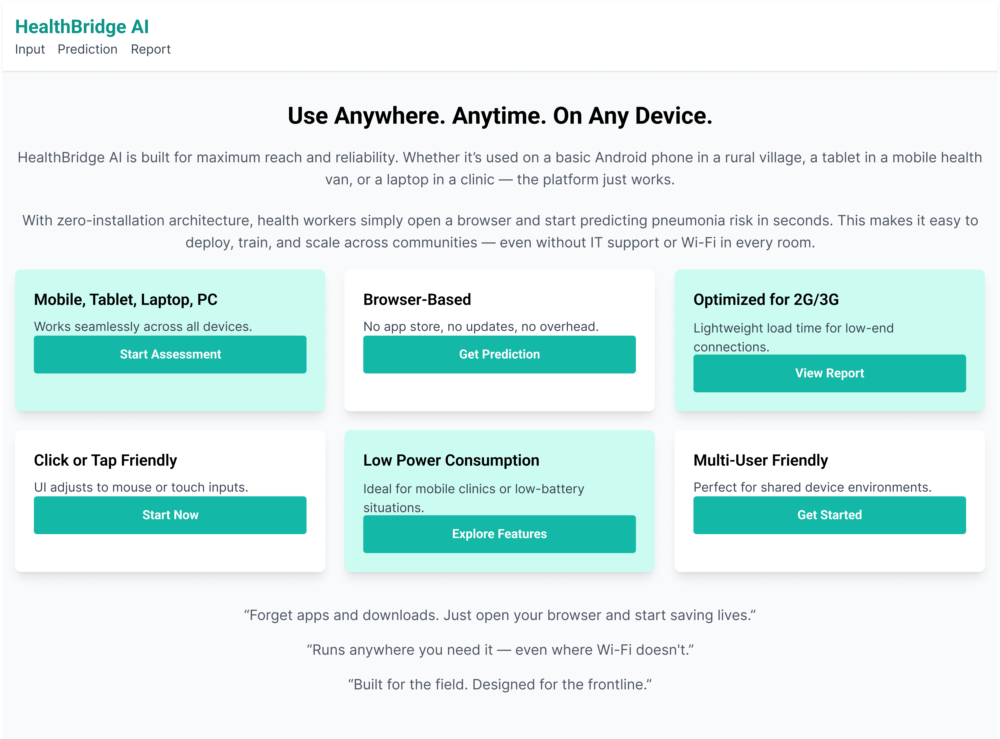 HealthBridge AI
Input Prediction Report
Use Anywhere. Anytime. On Any Device.
HealthBridge AI is built for maximum reach and reliability. Whether it’s used on a basic Android phone in a rural village, a tablet in a mobile health
van, or a laptop in a clinic — the platform just works.
With zero-installation architecture, health workers simply open a browser and start predicting pneumonia risk in seconds. This makes it easy to
deploy, train, and scale across communities — even without IT support or Wi-Fi in every room.
Mobile, Tablet, Laptop, PC
Works seamlessly across all devices.
Start Assessment
Browser-Based
No app store, no updates, no overhead.
Get Prediction
Optimized for 2G/3G
Lightweight load time for low-end
connections.
View Report
Click or Tap Friendly
UI adjusts to mouse or touch inputs.
Start Now
Low Power Consumption
Ideal for mobile clinics or low-battery
situations.
Explore Features
Multi-User Friendly
Perfect for shared device environments.
Get Started
“Forget apps and downloads. Just open your browser and start saving lives.”
“Runs anywhere you need it — even where Wi-Fi doesn't.”
“Built for the field. Designed for the frontline.”